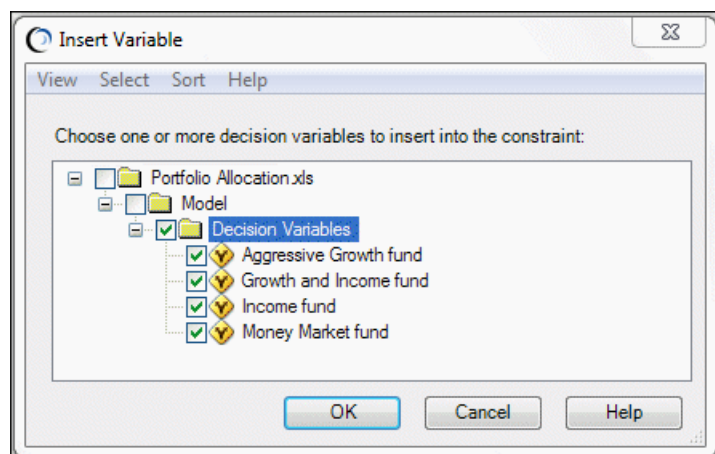 Insert Variable
View Select Sort Help
Choose one or more decision variables to insert into the constraint:
Portfolio Allocation.xls
Model
Decision Variables
Aggressive Growth fund
Growth and Income fund
Income fund
Money Market fund
OK Cancel Help